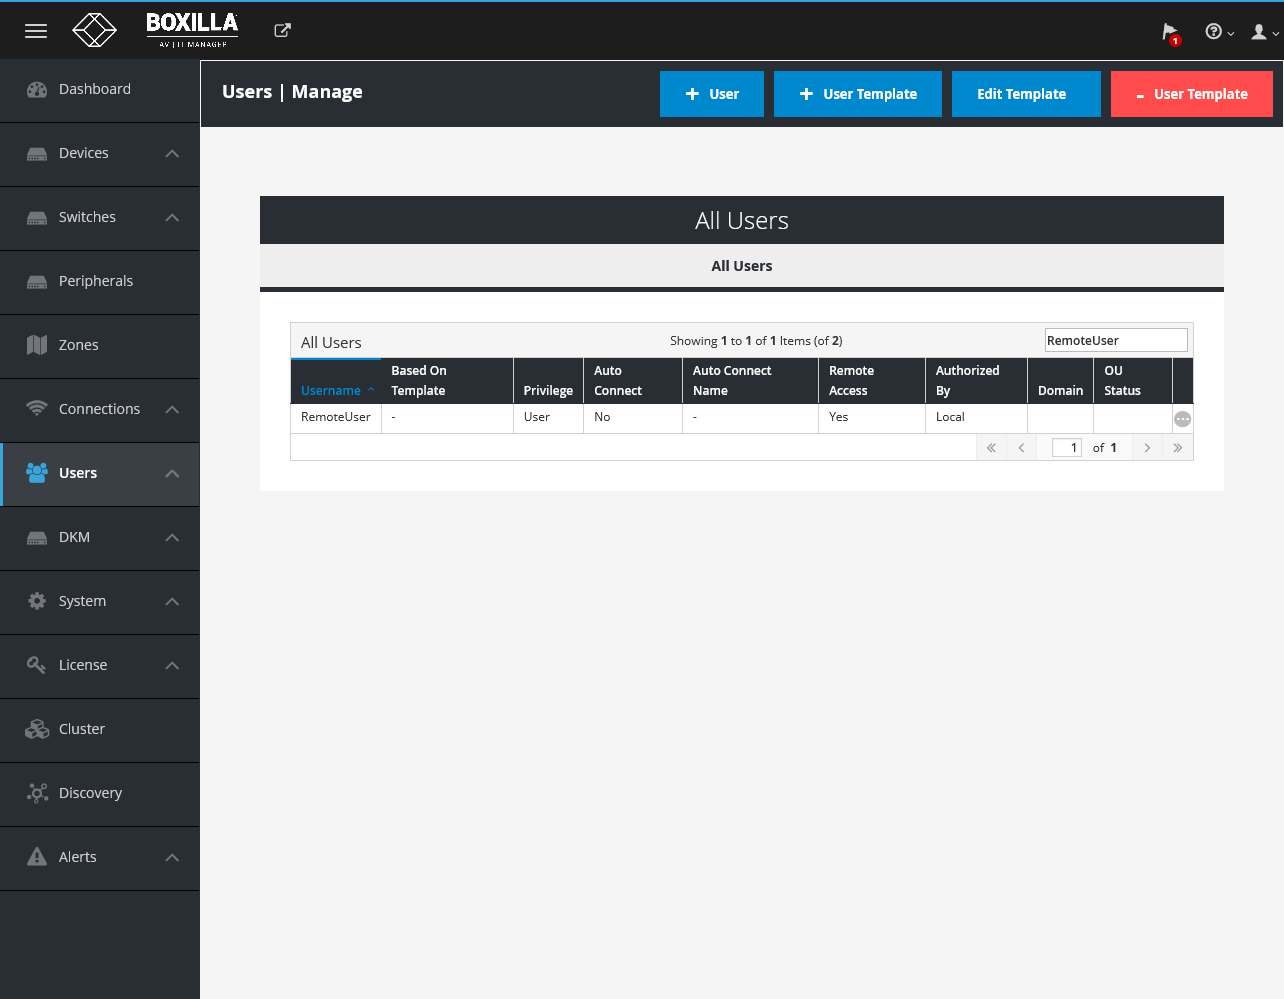 BOXILLA
AV | IT MANAGER
1
Dashboard
Devices
Switches
Peripherals
Zones
Connections
Users
DKM
System
License
Cluster
Discovery
Alerts
Users | Manage
+ User
+ User Template
Edit Template
- User Template
All Users
All Users
All Users
Showing 1 to 1 of 1 Items (of 2)
RemoteUser
Username
Based On Template
Privilege
Auto Connect
Auto Connect Name
Remote Access
Authorized By
Domain
OU Status
RemoteUser - User No - Yes Local
« < 1 of 1 > »